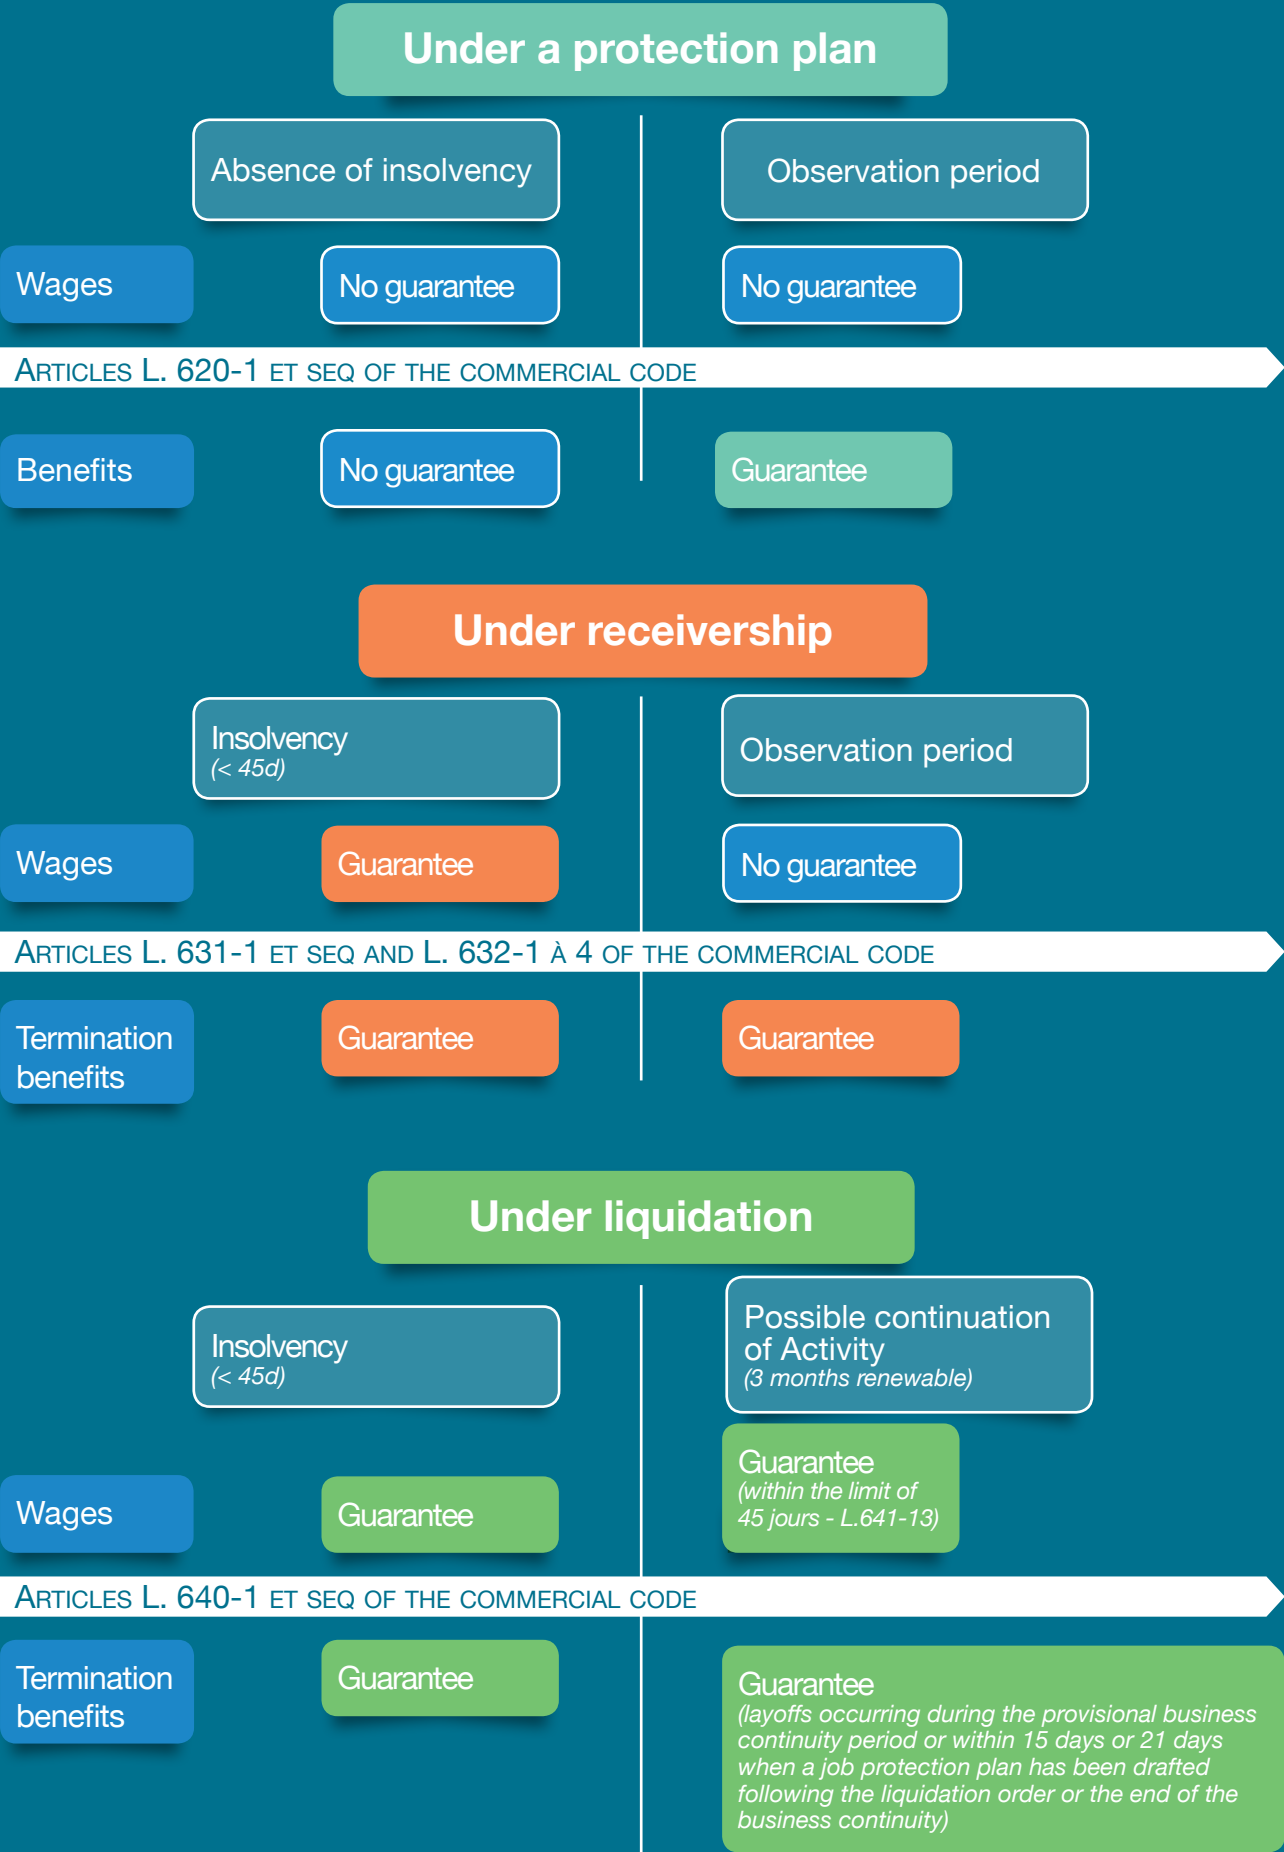 Under a protection plan
Absence of insolvency
Observation period
Wages
No guarantee
No guarantee
ARTICLES L. 620-1 ET SEQ OF THE COMMERCIAL CODE
Benefits
No guarantee
Guarantee
Under receivership
Insolvency
(< 45d)
Observation period
Wages
Guarantee
No guarantee
ARTICLES L. 631-1 ET SEQ AND L. 632-1 À 4 OF THE COMMERCIAL CODE
Termination
benefits
Guarantee
Guarantee
Under liquidation
Insolvency
(< 45d)
Possible continuation
of Activity
(3 months renewable)
Wages
Guarantee
Guarantee
(within the limit of
45 jours - L.641-13)
ARTICLES L. 640-1 ET SEQ OF THE COMMERCIAL CODE
Termination
benefits
Guarantee
Guarantee
(layoffs occurring during the provisional business
continuity period or within 15 days or 21 days
when a job protection plan has been drafted
following the liquidation order or the end of the
business continuity)